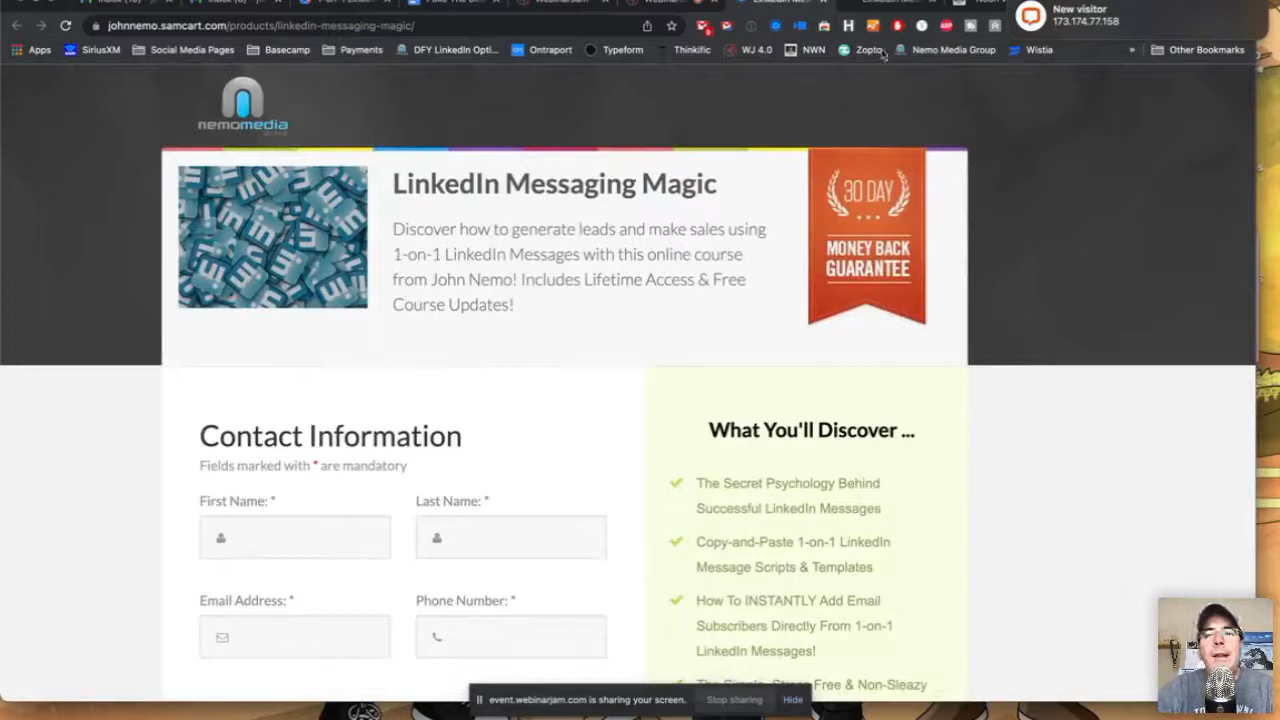 New visitor
173.174.77.158
johnnemo.samcart.com/products/linkedin-messaging-magic/
Apps
SiriusXM
Social Media Pages
Basecamp
Payments
DFY LinkedIn Opti...
Ontraport
Typeform
Thinkific
WJ 4.0
NWN
Zopto
Nemo Media Group
Wistia
»
Other Bookmarks
nemomedia
LinkedIn Messaging Magic
Discover how to generate leads and make sales using
1-on-1 LinkedIn Messages with this online course
from John Nemo! Includes Lifetime Access & Free
Course Updates!
30 DAY
MONEY BACK
GUARANTEE
Contact Information
Fields marked with * are mandatory
First Name: *
Last Name: *
Email Address: *
Phone Number: *
What You'll Discover ...
The Secret Psychology Behind
Successful LinkedIn Messages
Copy-and-Paste 1-on-1 LinkedIn
Message Scripts & Templates
How To INSTANTLY Add Email
Subscribers Directly From 1-on-1
LinkedIn Messages!
Free & Non-Sleazy
event.webinarjam.com is sharing your screen.
Stop sharing
Hide